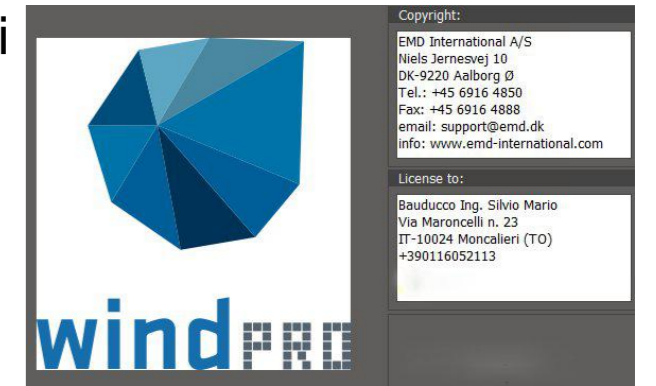 i
windPRO
Copyright:
EMD International A/S
Niels Jernesvej 10
DK-9220 Aalborg Ø
Tel.: +45 6916 4850
Fax: +45 6916 4888
email: support@emd.dk
info: www.emd-international.com
License to:
Bauducco Ing. Silvio Mario
Via Maroncelli n. 23
IT-10024 Moncalieri (TO)
+390116052113